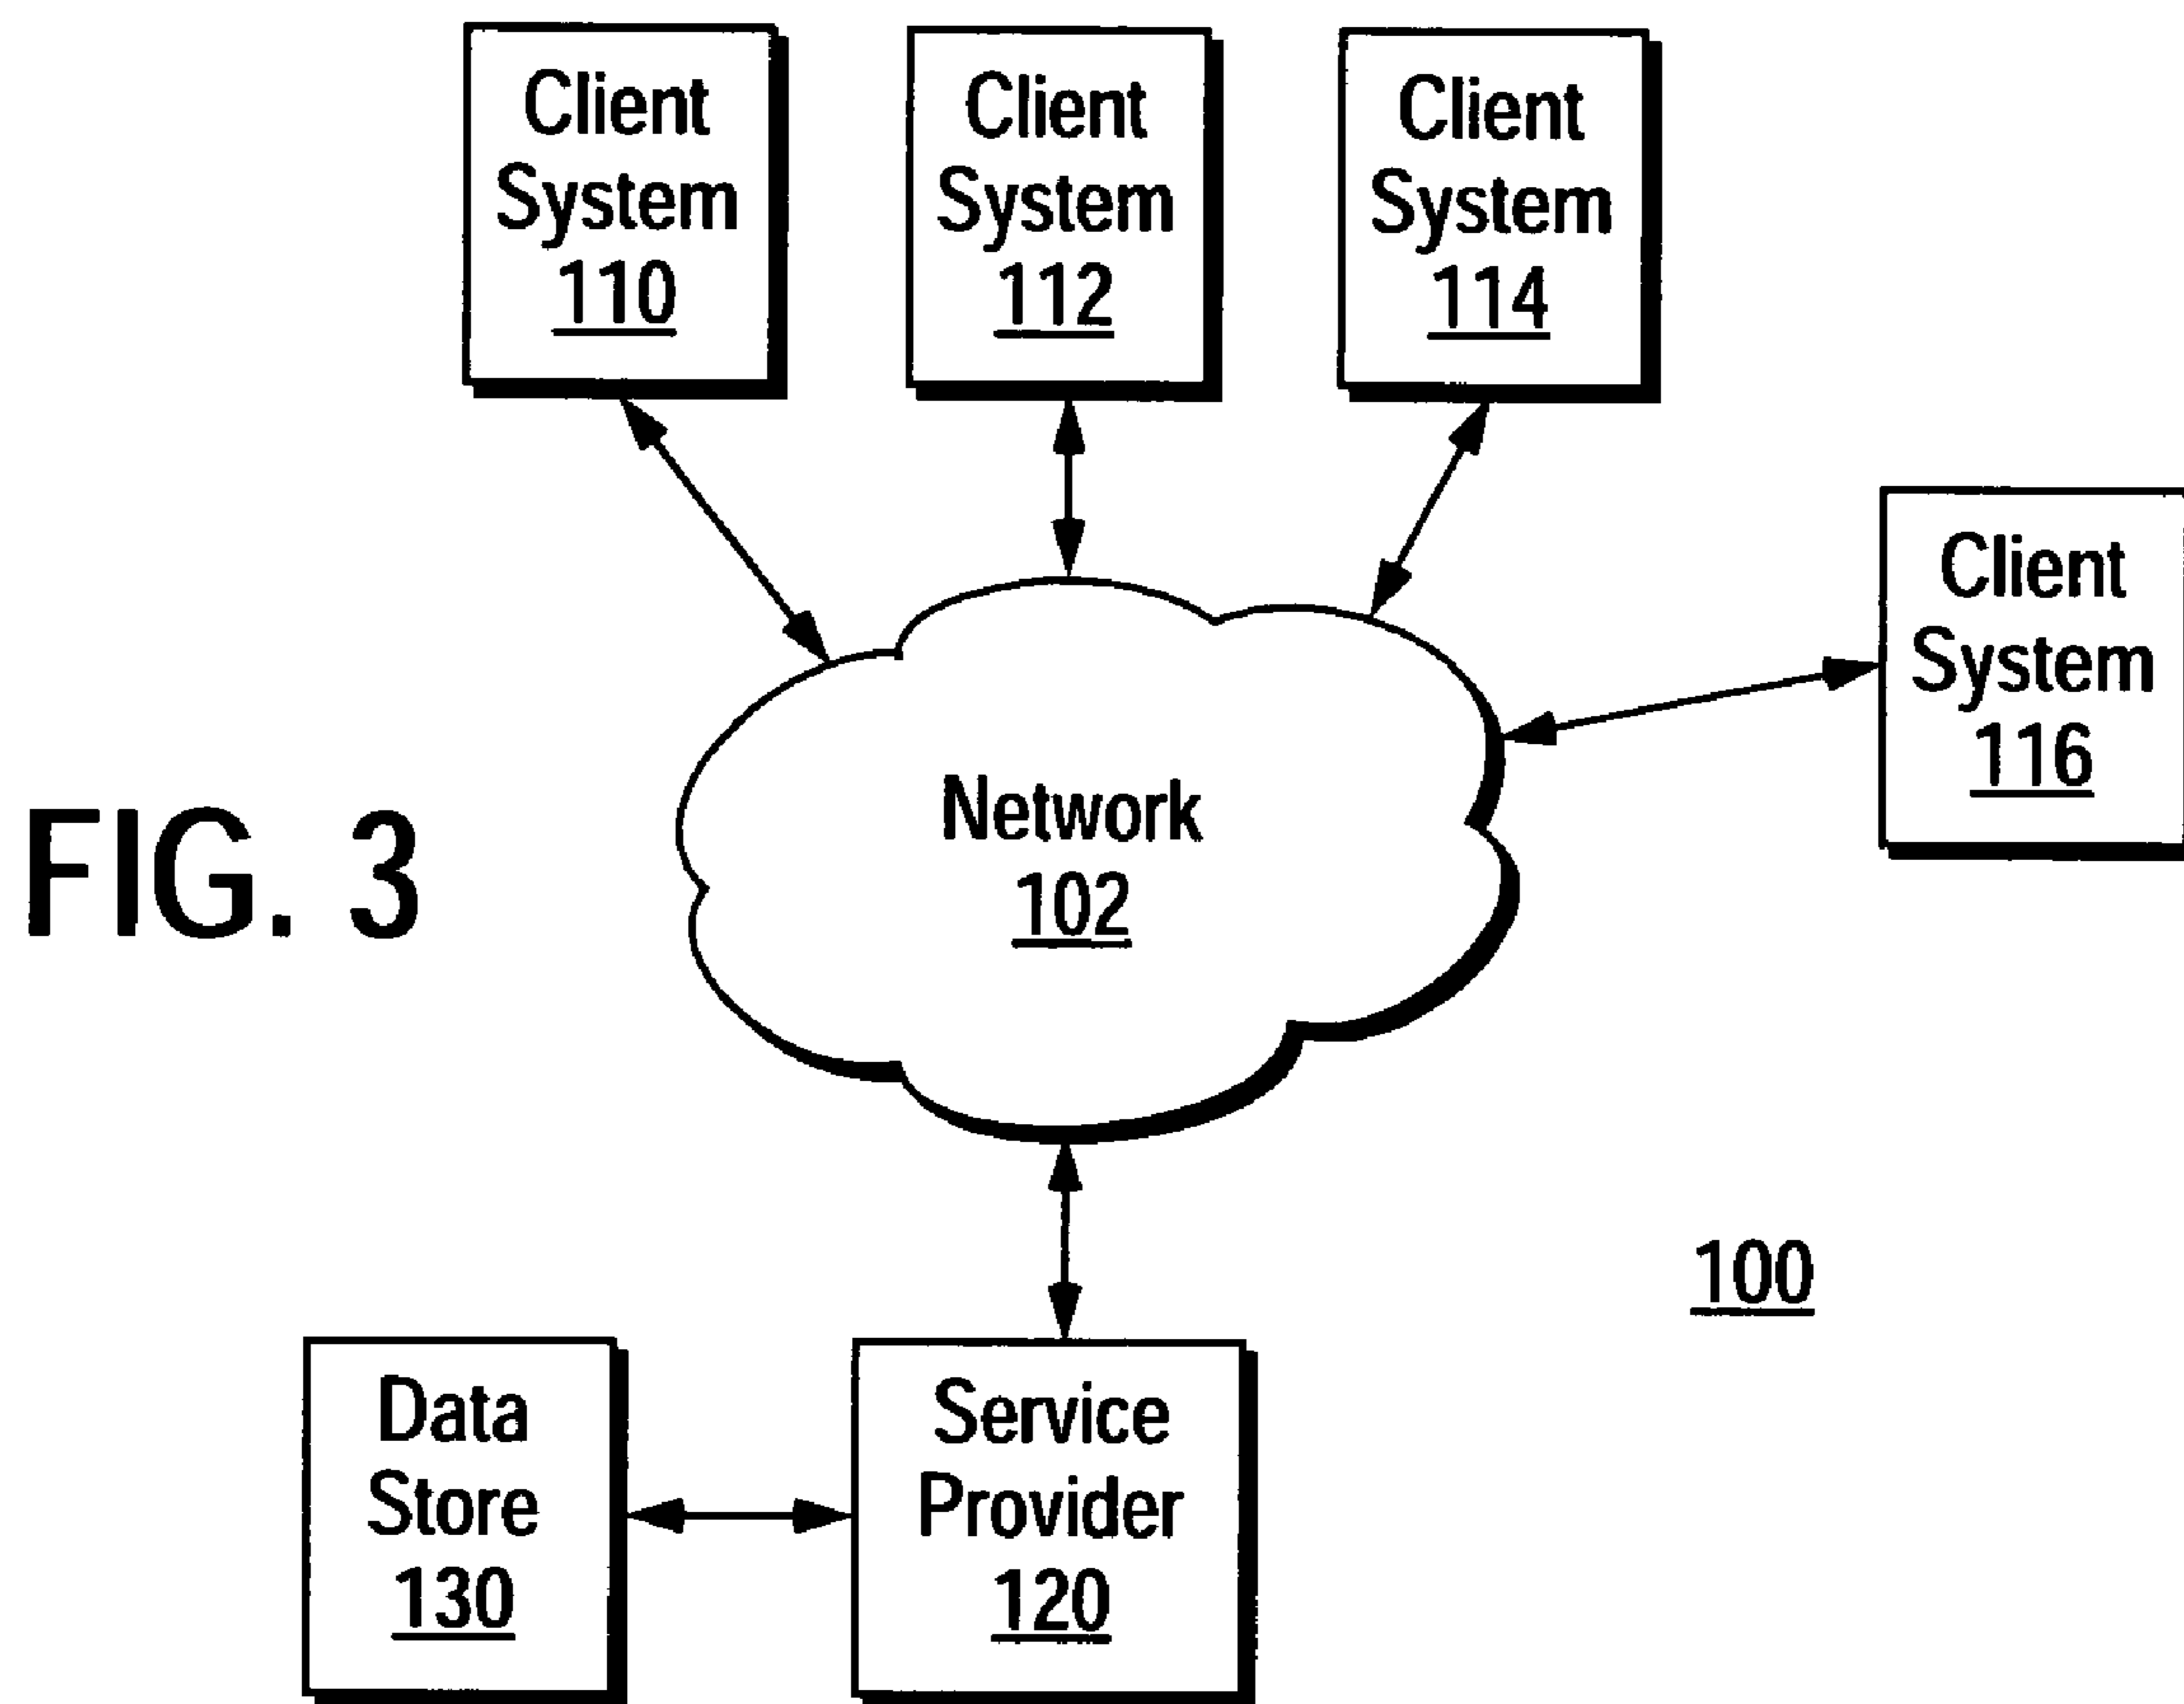 Client
System
110
Client
System
112
Client
System
114
Client
System
116
Network
102
FIG. 3
100
Data
Store
130
Service
Provider
120